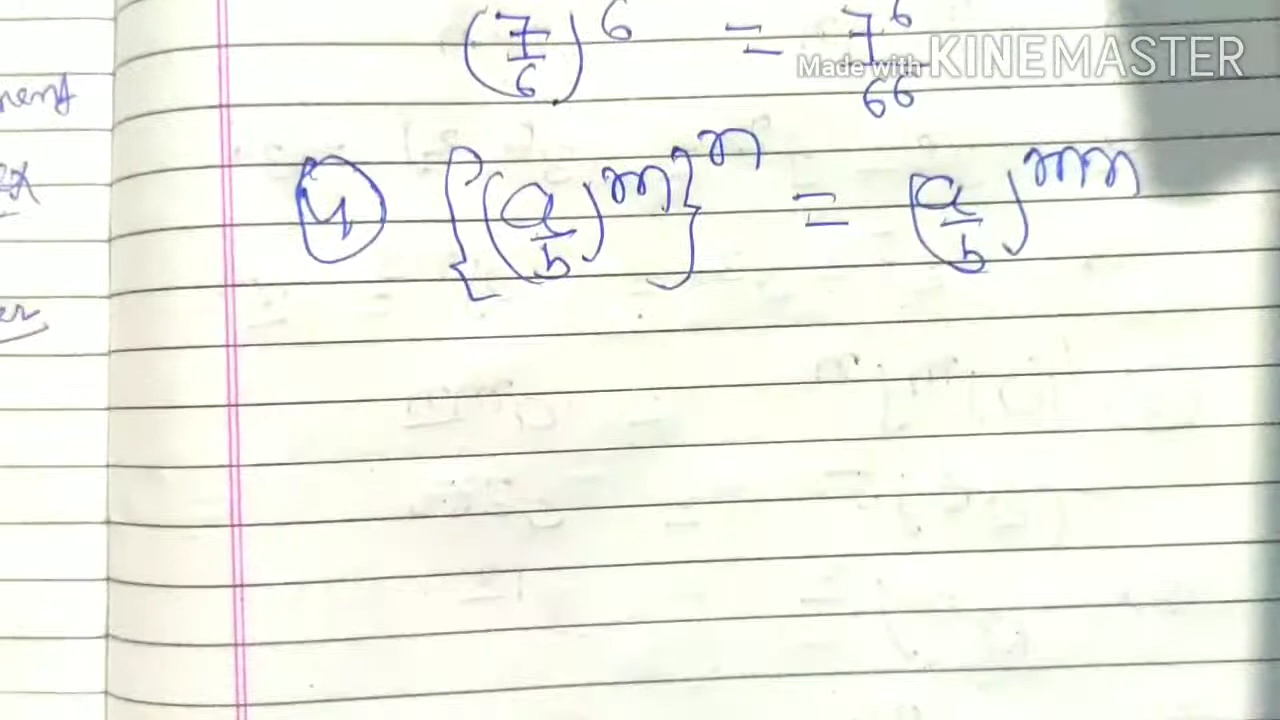 (7/6)^6 = 7^6/6^6
Made with KINEMASTER
④ {(a/b)^m}^n = (a/b)^mn